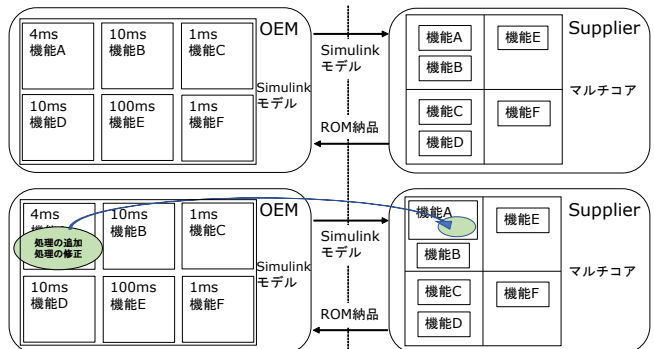 4ms
機能A
10ms
機能B
1ms
機能C
10ms
機能D
100ms
機能E
1ms
機能F
OEM
Simulink
モデル
Simulink
モデル
ROM納品
機能A
機能B
機能E
機能C
機能D
機能F
Supplier
マルチコア
4ms
処理の追加
処理の修正
10ms
機能B
1ms
機能C
10ms
機能D
100ms
機能E
1ms
機能F
OEM
Simulink
モデル
Simulink
モデル
ROM納品
機能A
機能B
機能E
機能C
機能D
機能F
Supplier
マルチコア